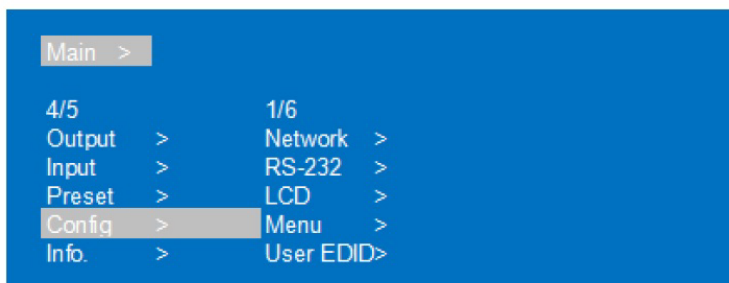 Main >
4/5 1/6
Output > Network >
Input > RS-232 >
Preset > LCD >
Config > Menu >
Info. > User EDID>